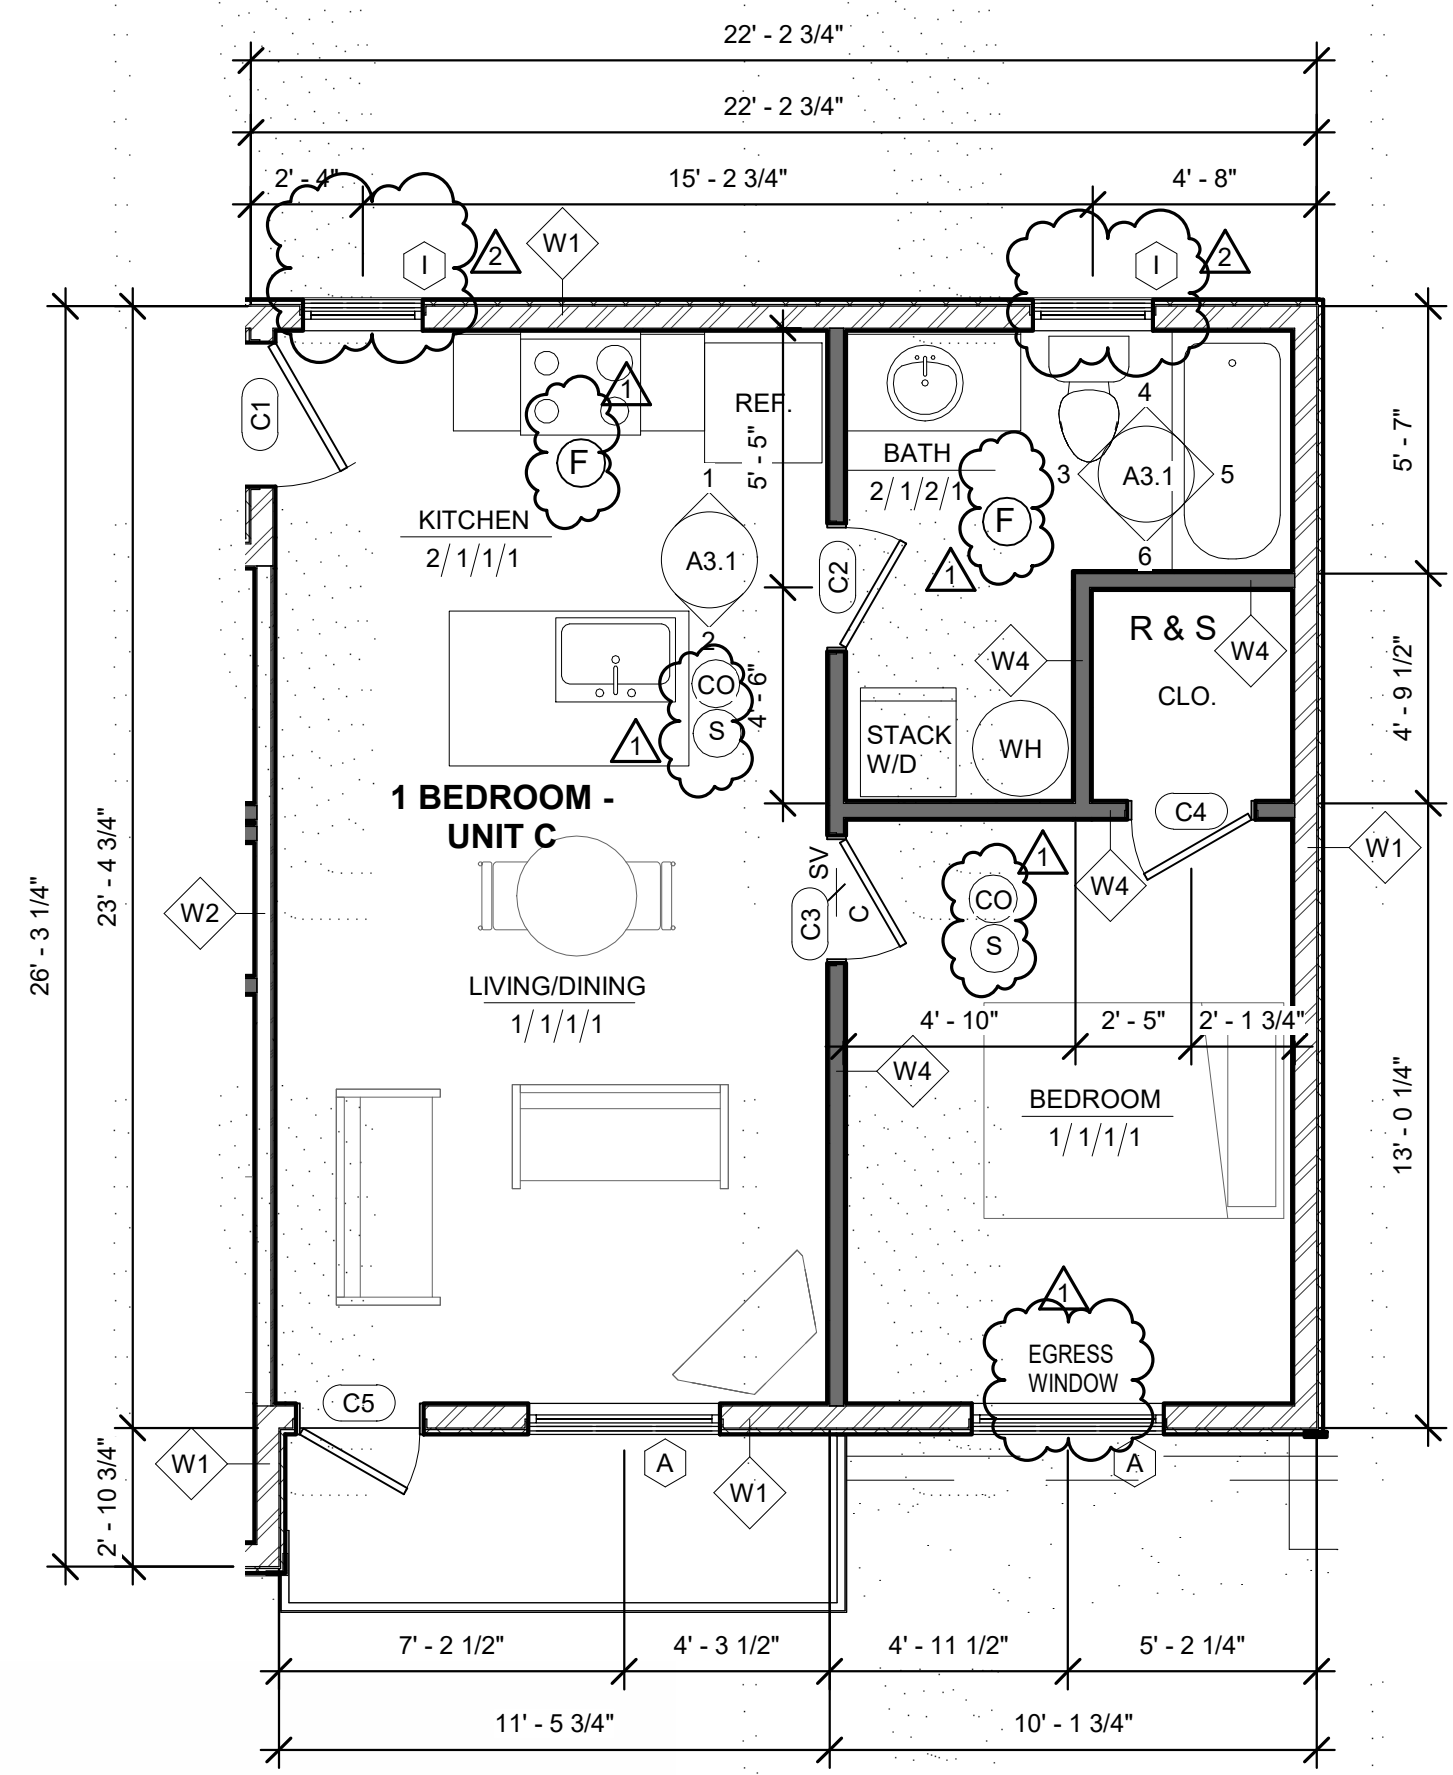 22' - 2 3/4"
22' - 2 3/4"
2' - 4"
15' - 2 3/4"
4' - 8"
I
2
W1
I
2
C1
1
REF.
F
5' - 5"
BATH
2/ 1/2/1
F
1
4
3
A3.1
5
6
5' - 7"
KITCHEN
2/1/1/1
1
A3.1
2
C2
R & S
W4
W4
CLO.
4' - 9 1/2"
CO
S
1
4' - 6"
STACK
W/D
WH
1 BEDROOM -
UNIT C
C4
W1
23' - 4 3/4"
26' - 3 1/4"
W2
SV
C
C3
1
CO
S
W4
LIVING/DINING
1/ 1/1/1
4' - 10"
2' - 5"
2' - 1 3/4"
W4
BEDROOM
1/ 1/1/1
13' - 0 1/4"
1
EGRESS
WINDOW
C5
W1
A
W1
A
2' - 10 3/4"
7' - 2 1/2"
4' - 3 1/2"
4' - 11 1/2"
5' - 2 1/4"
11' - 5 3/4"
10' - 1 3/4"